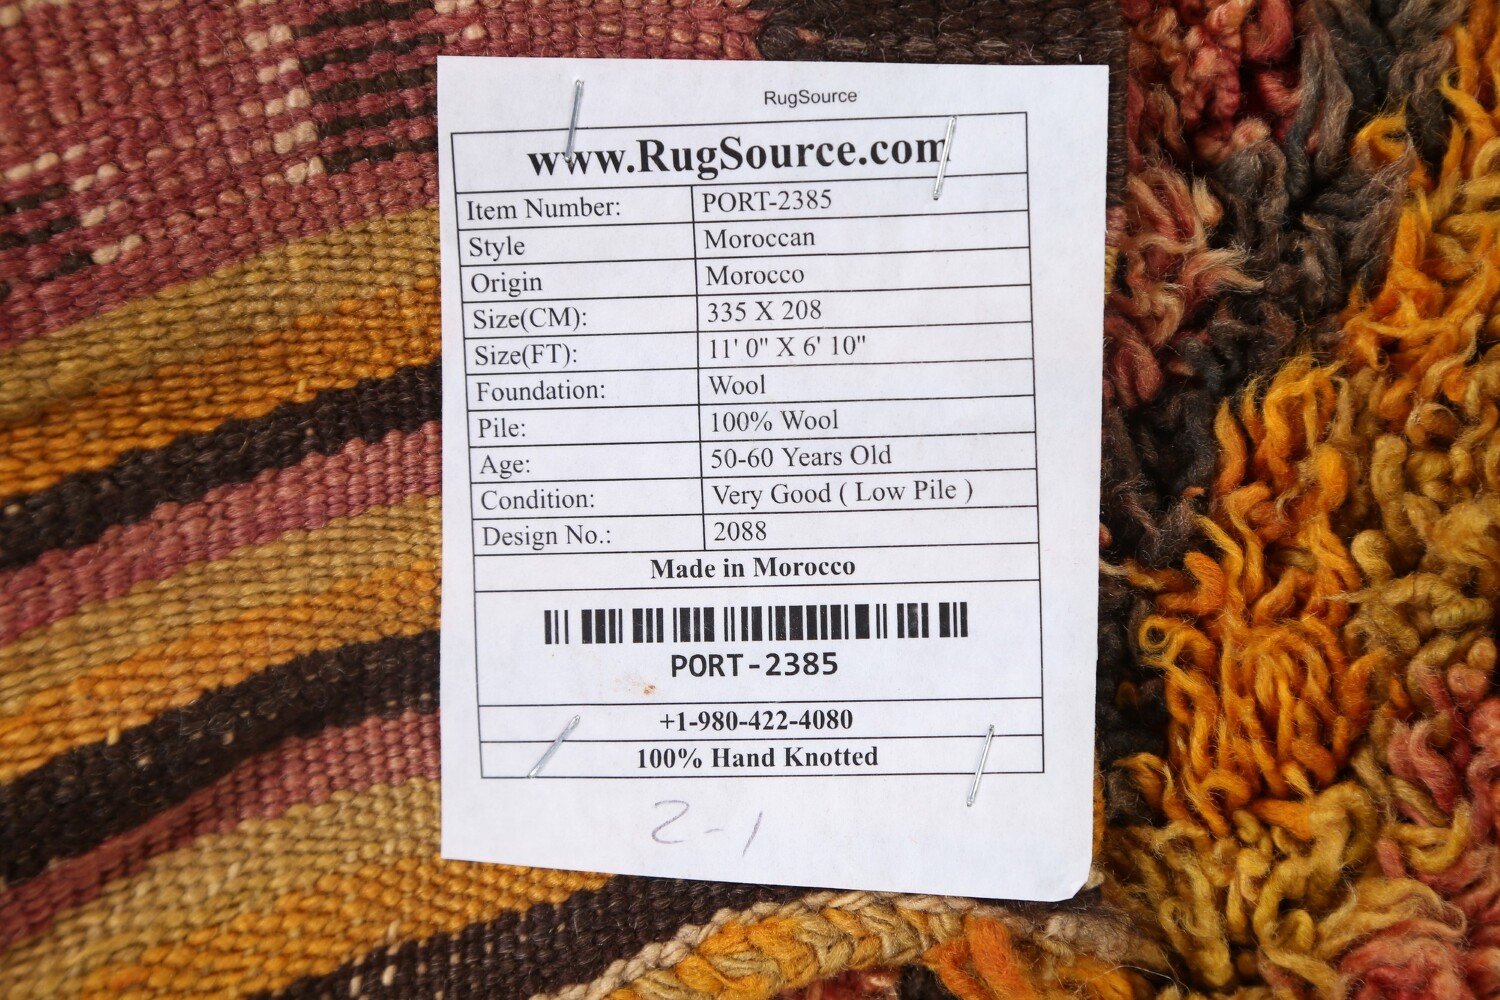 RugSource
www.RugSource.com
Item Number: PORT-2385
Style Moroccan
Origin Morocco
Size(CM): 335 X 208
Size(FT): 11' 0" X 6' 10"
Foundation: Wool
Pile: 100% Wool
Age: 50-60 Years Old
Condition: Very Good ( Low Pile )
Design No.: 2088
Made in Morocco
PORT-2385
+1-980-422-4080
100% Hand Knotted
2-1